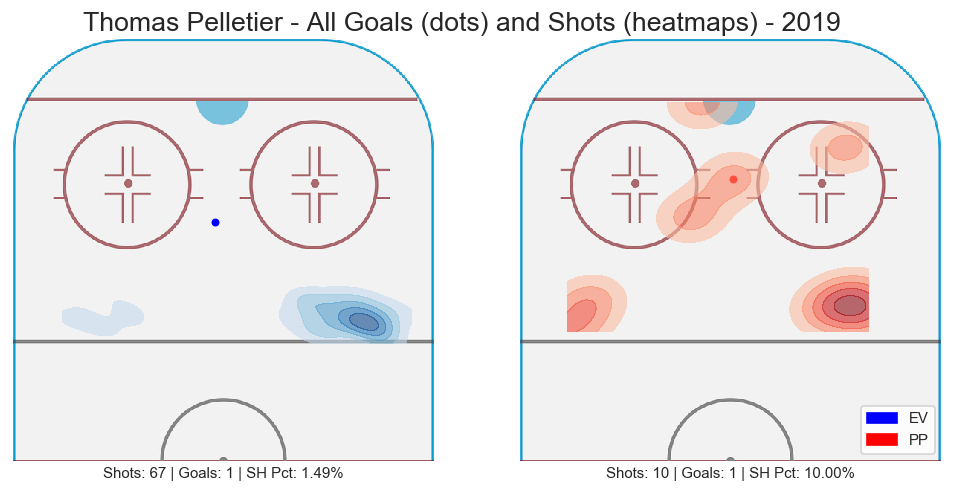 Thomas Pelletier - All Goals (dots) and Shots (heatmaps) - 2019
EV
PP
Shots: 67 | Goals: 1 | SH Pct: 1.49%
Shots: 10 | Goals: 1 | SH Pct: 10.00%